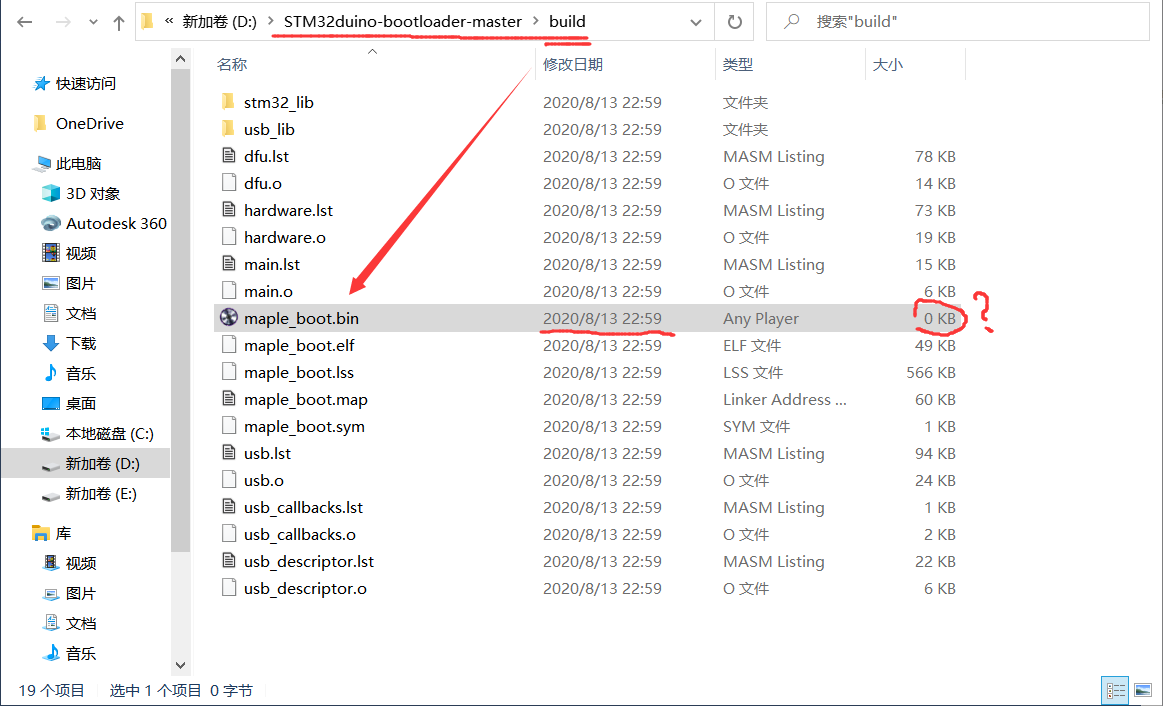 « 新加卷 (D:) > STM32duino-bootloader-master > build
搜索"build"
名称 修改日期 类型 大小
快速访问
OneDrive
此电脑
3D 对象
Autodesk 360
视频
图片
文档
下载
音乐
桌面
本地磁盘 (C:)
新加卷 (D:)
新加卷 (E:)
库
视频
图片
文档
音乐
stm32_lib 2020/8/13 22:59 文件夹
usb_lib 2020/8/13 22:59 文件夹
dfu.lst 2020/8/13 22:59 MASM Listing 78 KB
dfu.o 2020/8/13 22:59 O 文件 14 KB
hardware.lst 2020/8/13 22:59 MASM Listing 73 KB
hardware.o 2020/8/13 22:59 O 文件 19 KB
main.lst 2020/8/13 22:59 MASM Listing 15 KB
main.o 2020/8/13 22:59 O 文件 6 KB
maple_boot.bin 2020/8/13 22:59 Any Player 0 KB ?
maple_boot.elf 2020/8/13 22:59 ELF 文件 49 KB
maple_boot.lss 2020/8/13 22:59 LSS 文件 566 KB
maple_boot.map 2020/8/13 22:59 Linker Address ... 60 KB
maple_boot.sym 2020/8/13 22:59 SYM 文件 1 KB
usb.lst 2020/8/13 22:59 MASM Listing 94 KB
usb.o 2020/8/13 22:59 O 文件 24 KB
usb_callbacks.lst 2020/8/13 22:59 MASM Listing 1 KB
usb_callbacks.o 2020/8/13 22:59 O 文件 2 KB
usb_descriptor.lst 2020/8/13 22:59 MASM Listing 22 KB
usb_descriptor.o 2020/8/13 22:59 O 文件 6 KB
19 个项目 选中 1 个项目 0 字节